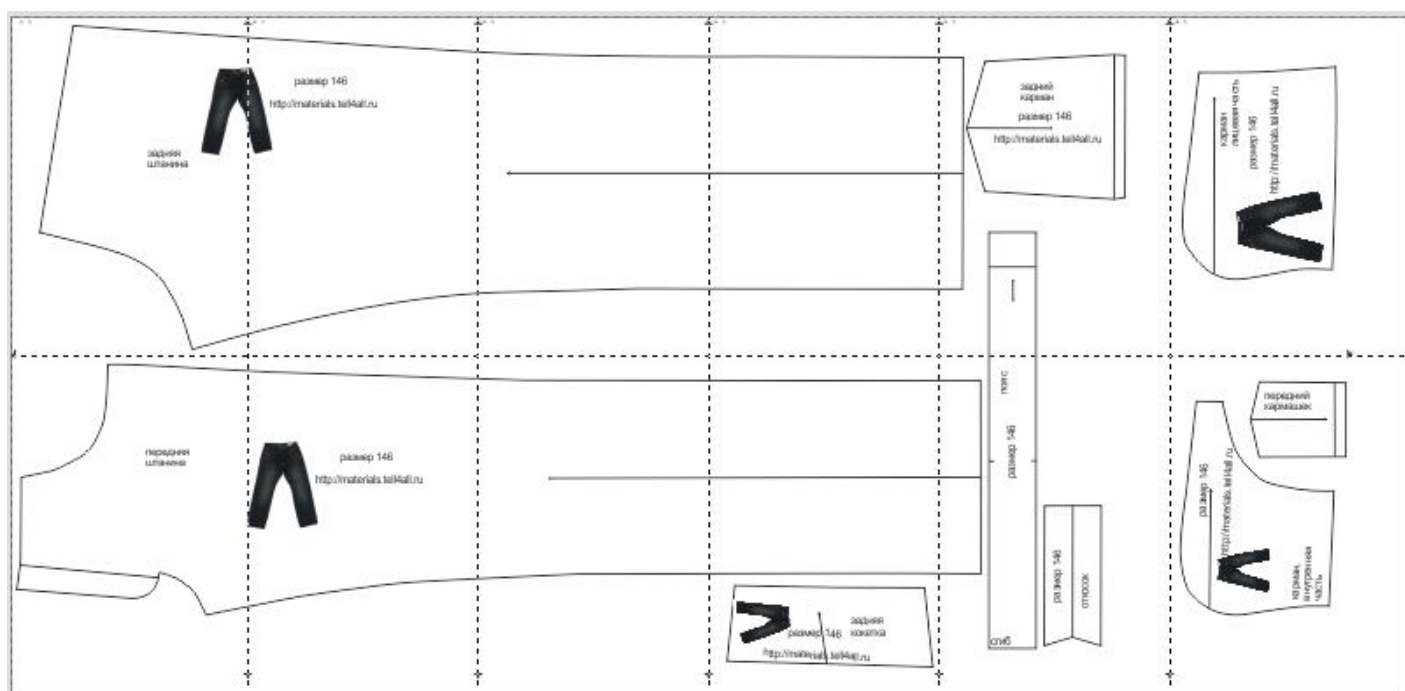 размер 146
http://materials.tell4all.ru
задняя
штанина
задний
карман
размер 146
http://materials.tell4all.ru
карман
лицевая часть
размер 146
http://materials.tell4all.ru
передняя
штанина
размер 146
http://materials.tell4all.ru
пояс
размер 146
сгиб
размер 146
откосок
задняя
кокетка
размер 146
http://materials.tell4all.ru
передний
кармашек
размер 146
http://materials.tell4all.ru
карман,
внутренняя
часть